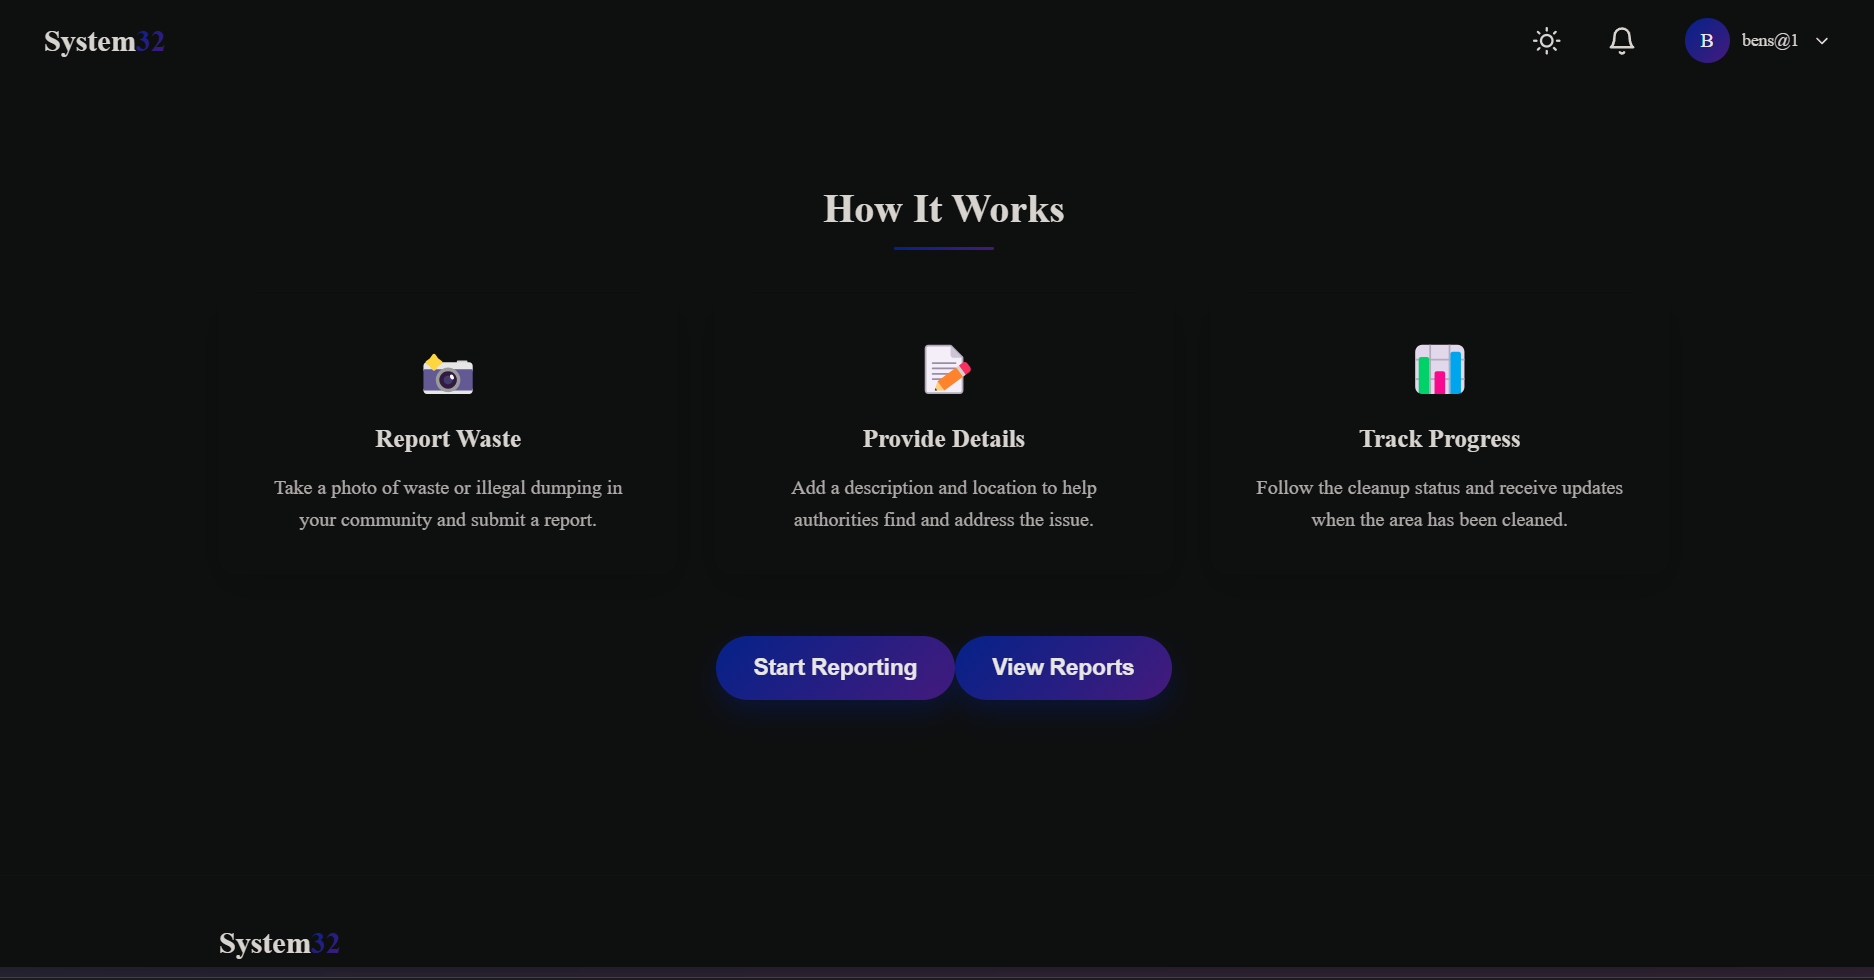 System32
B bens@1
How It Works
Report Waste
Take a photo of waste or illegal dumping in
your community and submit a report.
Provide Details
Add a description and location to help
authorities find and address the issue.
Track Progress
Follow the cleanup status and receive updates
when the area has been cleaned.
Start Reporting
View Reports
System32